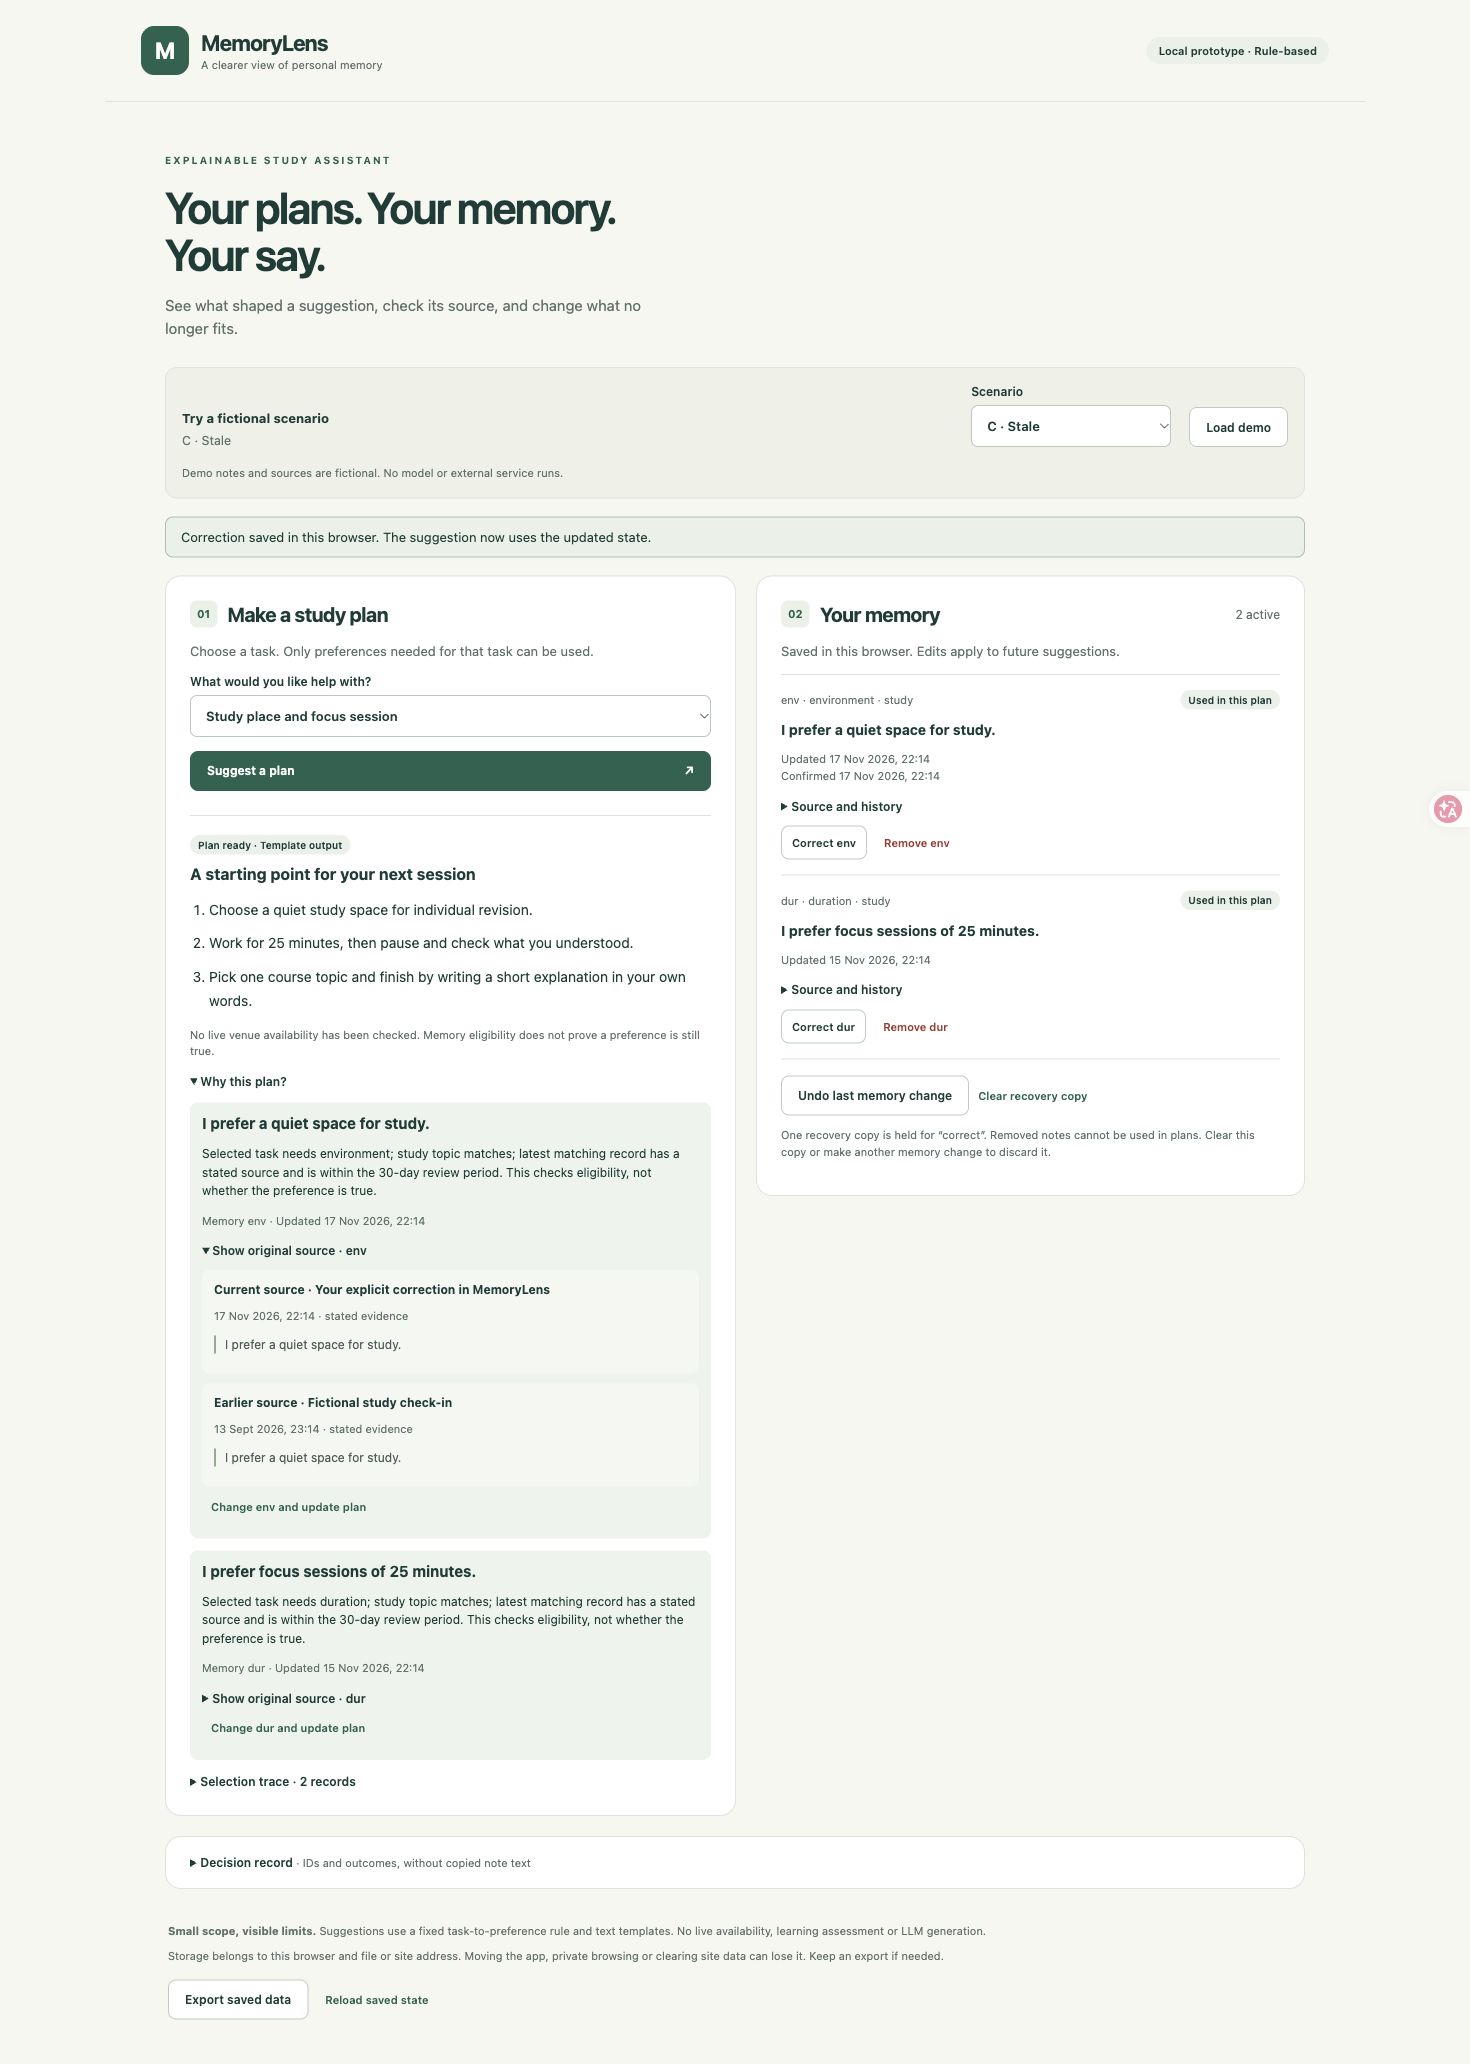 M
MemoryLens
A clearer view of personal memory
Local prototype · Rule-based
EXPLAINABLE STUDY ASSISTANT
Your plans. Your memory.
Your say.
See what shaped a suggestion, check its source, and change what no
longer fits.
Try a fictional scenario
C · Stale
Demo notes and sources are fictional. No model or external service runs.
Scenario
C · Stale
Load demo
Correction saved in this browser. The suggestion now uses the updated state.
01 Make a study plan
Choose a task. Only preferences needed for that task can be used.
What would you like help with?
Study place and focus session
Suggest a plan
Plan ready · Template output
A starting point for your next session
1. Choose a quiet study space for individual revision.
2. Work for 25 minutes, then pause and check what you understood.
3. Pick one course topic and finish by writing a short explanation in your own
words.
No live venue availability has been checked. Memory eligibility does not prove a preference is still
true.
Why this plan?
I prefer a quiet space for study.
Selected task needs environment; study topic matches; latest matching record has a
stated source and is within the 30-day review period. This checks eligibility, not
whether the preference is true.
Memory env · Updated 17 Nov 2026, 22:14
Show original source · env
Current source · Your explicit correction in MemoryLens
17 Nov 2026, 22:14 · stated evidence
I prefer a quiet space for study.
Earlier source · Fictional study check-in
13 Sept 2026, 23:14 · stated evidence
I prefer a quiet space for study.
Change env and update plan
I prefer focus sessions of 25 minutes.
Selected task needs duration; study topic matches; latest matching record has a stated
source and is within the 30-day review period. This checks eligibility, not whether the
preference is true.
Memory dur · Updated 15 Nov 2026, 22:14
Show original source · dur
Change dur and update plan
Selection trace · 2 records
02 Your memory
2 active
Saved in this browser. Edits apply to future suggestions.
env · environment · study
Used in this plan
I prefer a quiet space for study.
Updated 17 Nov 2026, 22:14
Confirmed 17 Nov 2026, 22:14
Source and history
Correct env
Remove env
dur · duration · study
Used in this plan
I prefer focus sessions of 25 minutes.
Updated 15 Nov 2026, 22:14
Source and history
Correct dur
Remove dur
Undo last memory change
Clear recovery copy
One recovery copy is held for “correct”. Removed notes cannot be used in plans. Clear this
copy or make another memory change to discard it.
Decision record · IDs and outcomes, without copied note text
Small scope, visible limits. Suggestions use a fixed task-to-preference rule and text templates. No live availability, learning assessment or LLM generation.
Storage belongs to this browser and file or site address. Moving the app, private browsing or clearing site data can lose it. Keep an export if needed.
Export saved data
Reload saved state